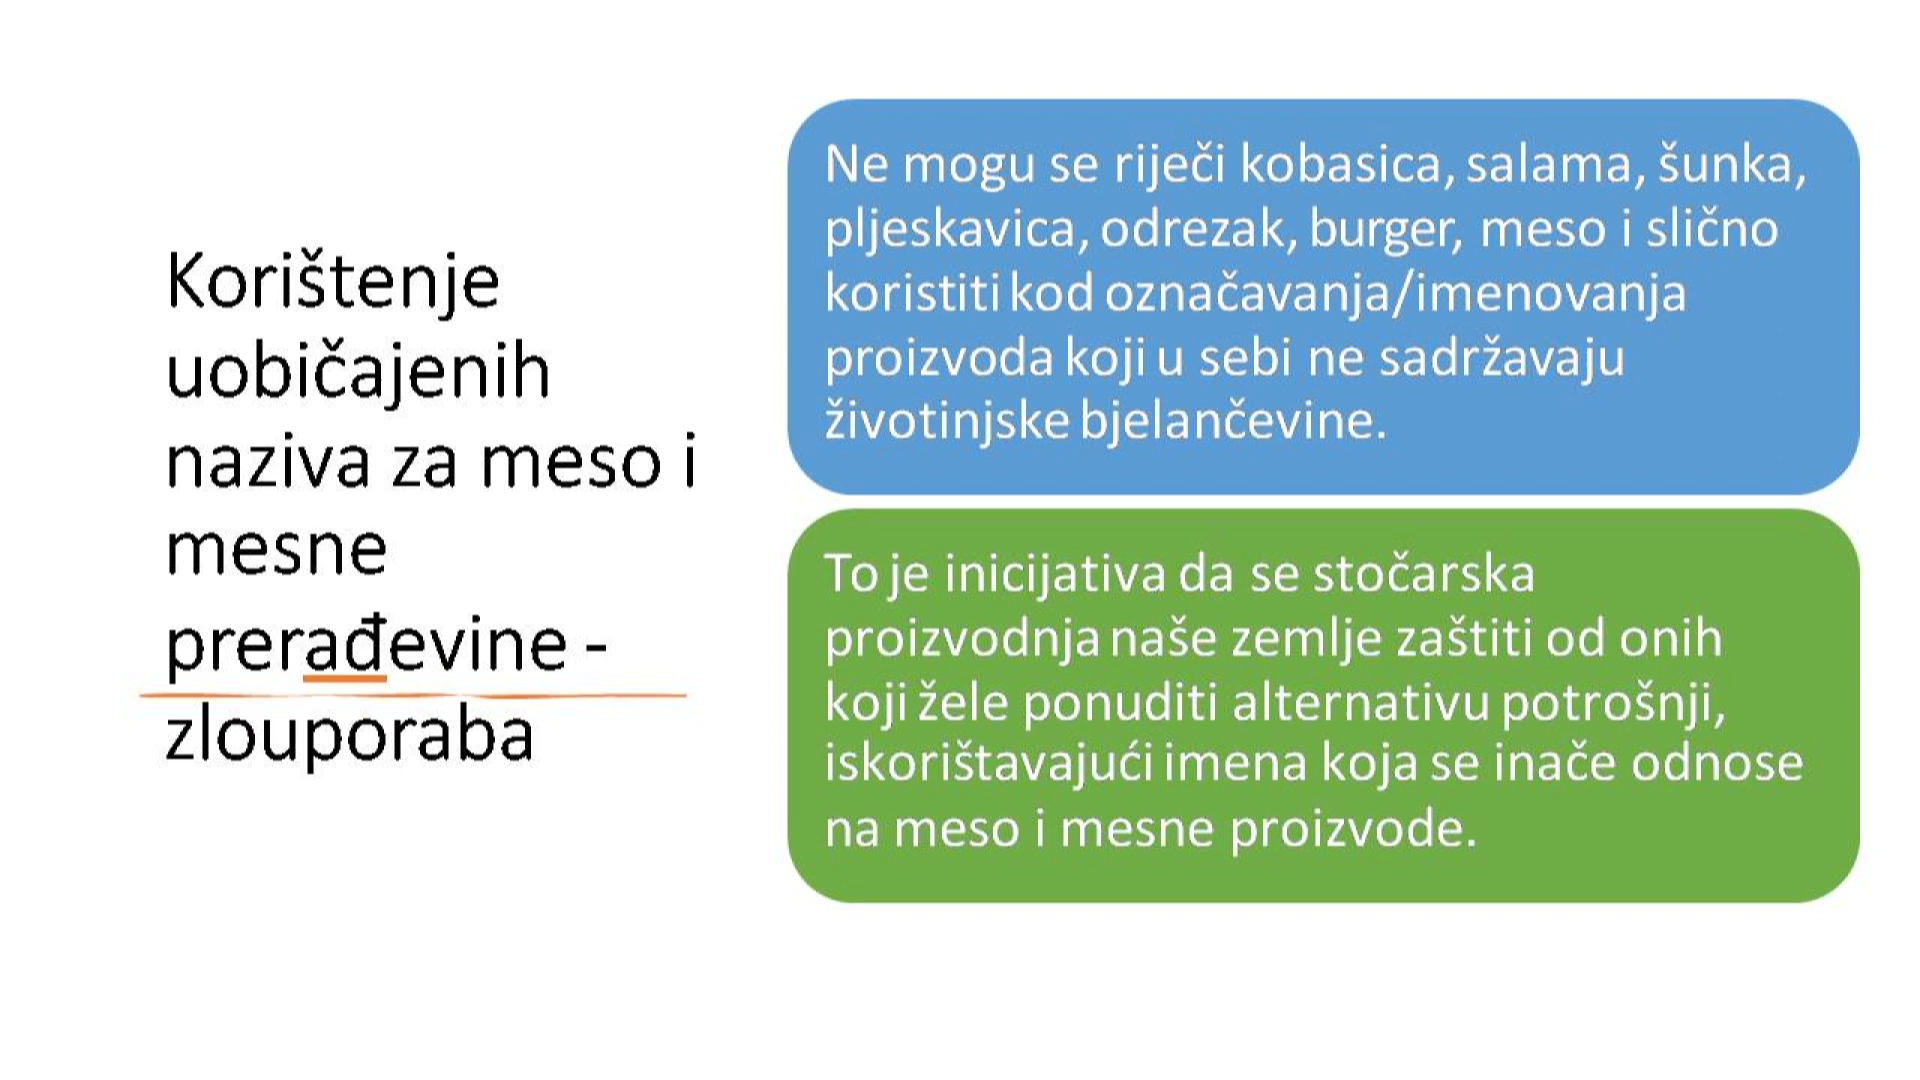 Korištenje
uobičajenih
naziva za meso i
mesne
prerađevine -
zlouporaba
Ne mogu se riječi kobasica, salama, šunka,
pljeskavica, odrezak, burger, meso i slično
koristiti kod označavanja/imenovanja
proizvoda koji u sebi ne sadržavaju
životinjske bjelančevine.
To je inicijativa da se stočarska
proizvodnja naše zemlje zaštiti od onih
koji žele ponuditi alternativu potrošnji,
iskorištavajući imena koja se inače odnose
na meso i mesne proizvode.